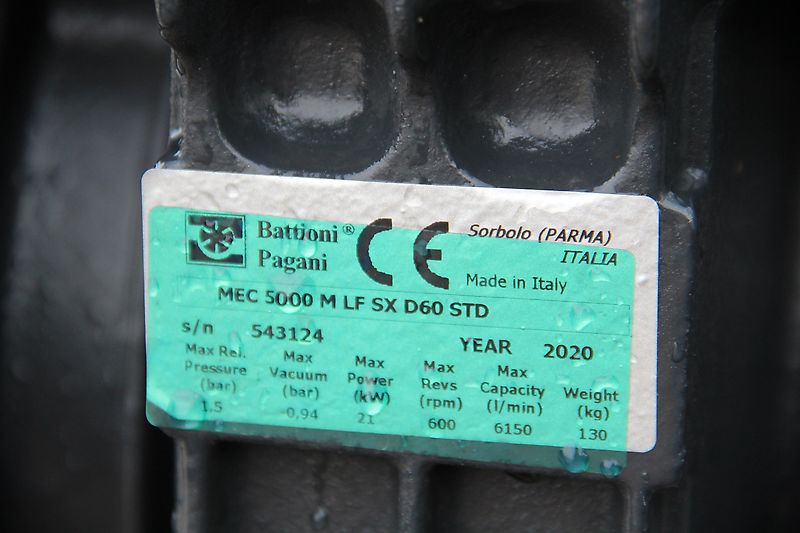 Battioni® CE Sorbolo (PARMA)
Pagani ITALIA
Made in Italy
MEC 5000 M LF SX D60 STD
s/n 543124 YEAR 2020
Max Rel. Pressure (bar) Max Vacuum (bar) Max Power (kW) Max Revs (rpm) Max Capacity (l/min) Weight (kg)
1.5 -0,94 21 600 6150 130